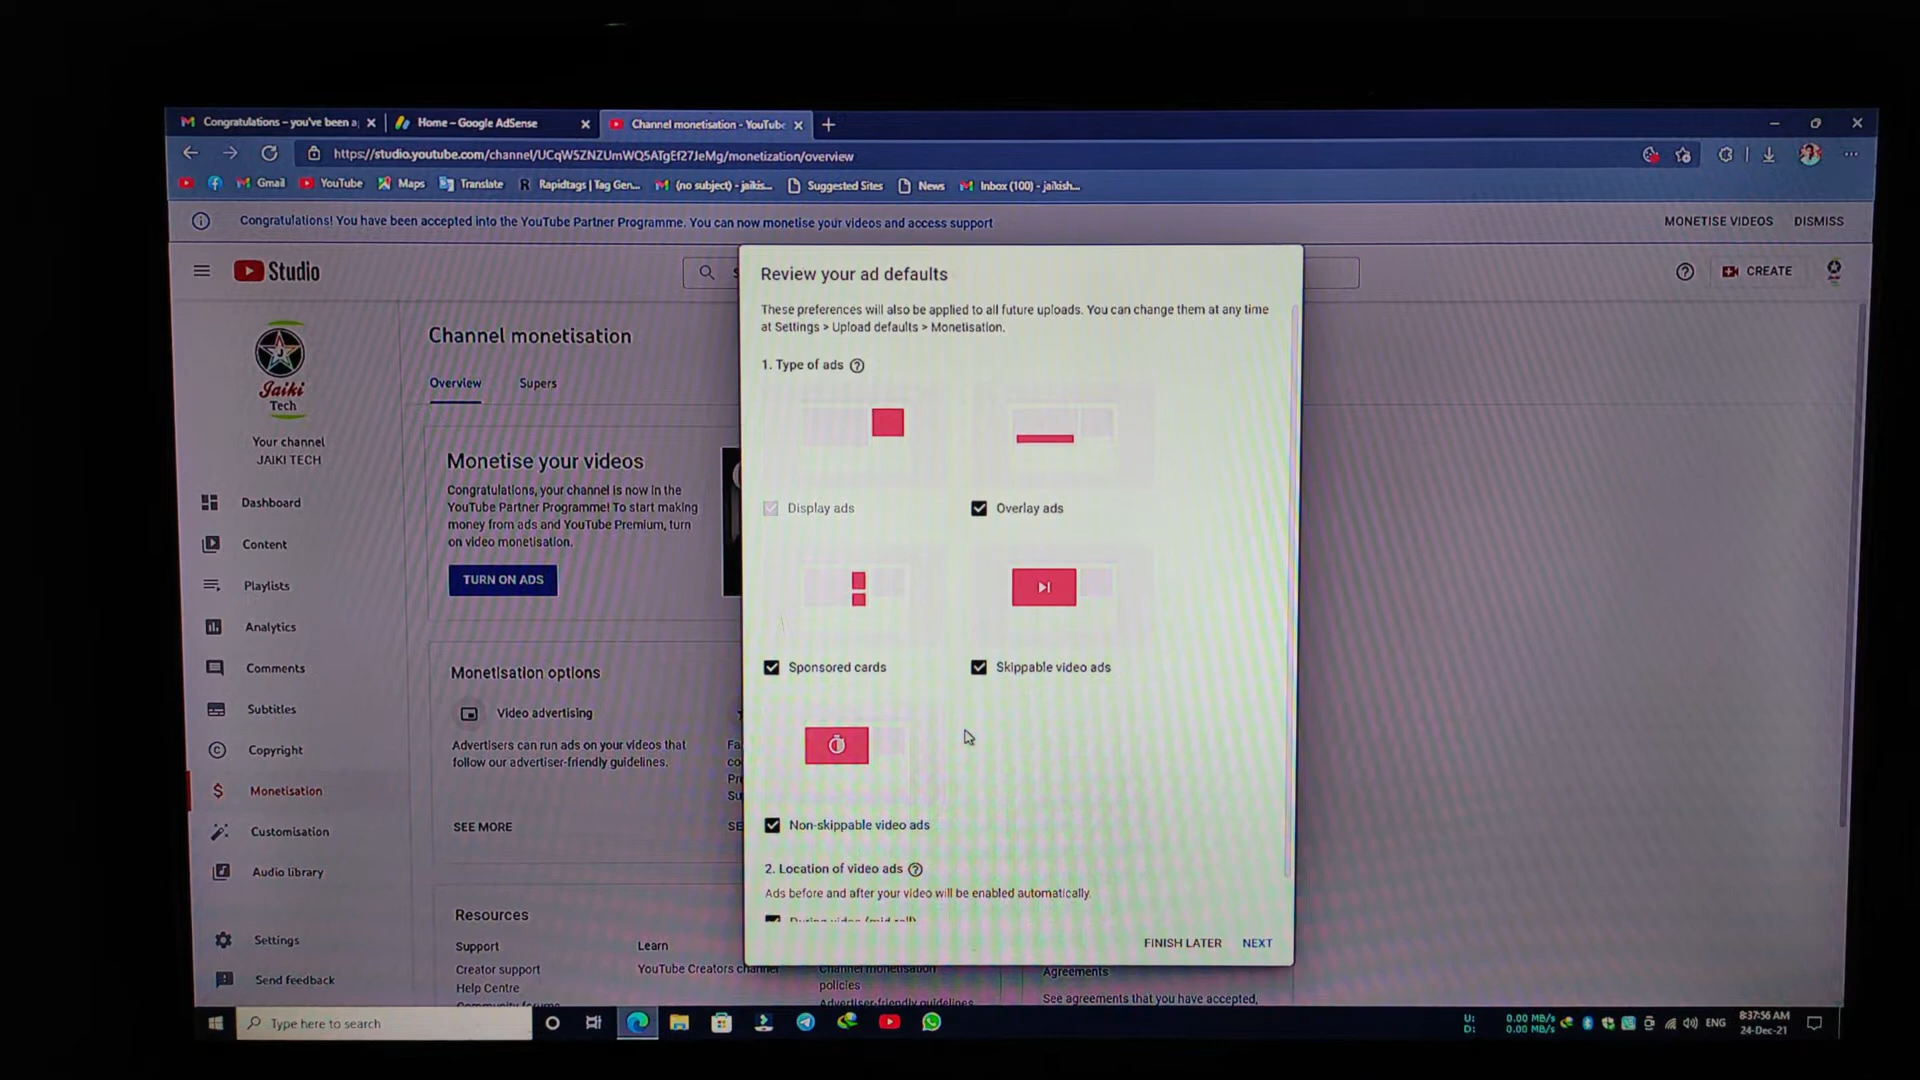 Congratulations – you've been a
Home – Google AdSense
Channel monetisation - YouTube
https://studio.youtube.com/channel/UCqW5ZNZUmWQ5ATgEf27JeMg/monetization/overview
Gmail
YouTube
Maps
Translate
Rapidtags | Tag Gen...
(no subject) - jaikis...
Suggested Sites
News
Inbox (100) - jaikish...
Congratulations! You have been accepted into the YouTube Partner Programme. You can now monetise your videos and access support
MONETISE VIDEOS
DISMISS
Studio
CREATE
Jaiki
Tech
Your channel
JAIKI TECH
Dashboard
Content
Playlists
Analytics
Comments
Subtitles
Copyright
Monetisation
Customisation
Audio library
Settings
Send feedback
Channel monetisation
Overview
Supers
Monetise your videos
Congratulations, your channel is now in the
YouTube Partner Programme! To start making
money from ads and YouTube Premium, turn
on video monetisation.
TURN ON ADS
Monetisation options
Video advertising
Advertisers can run ads on your videos that
follow our advertiser-friendly guidelines.
SEE MORE
Resources
Support
Creator support
Help Centre
Learn
YouTube Creators channel
Channel monetisation
policies
Advertiser-friendly guidelines
Agreements
See agreements that you have accepted,
Review your ad defaults
These preferences will also be applied to all future uploads. You can change them at any time
at Settings > Upload defaults > Monetisation.
1. Type of ads
Display ads
Overlay ads
Sponsored cards
Skippable video ads
Non-skippable video ads
2. Location of video ads
Ads before and after your video will be enabled automatically.
During video (mid-roll)
FINISH LATER
NEXT
Type here to search
U: 0.00 MB/s
D: 0.00 MB/s
ENG
8:37:56 AM
24-Dec-21